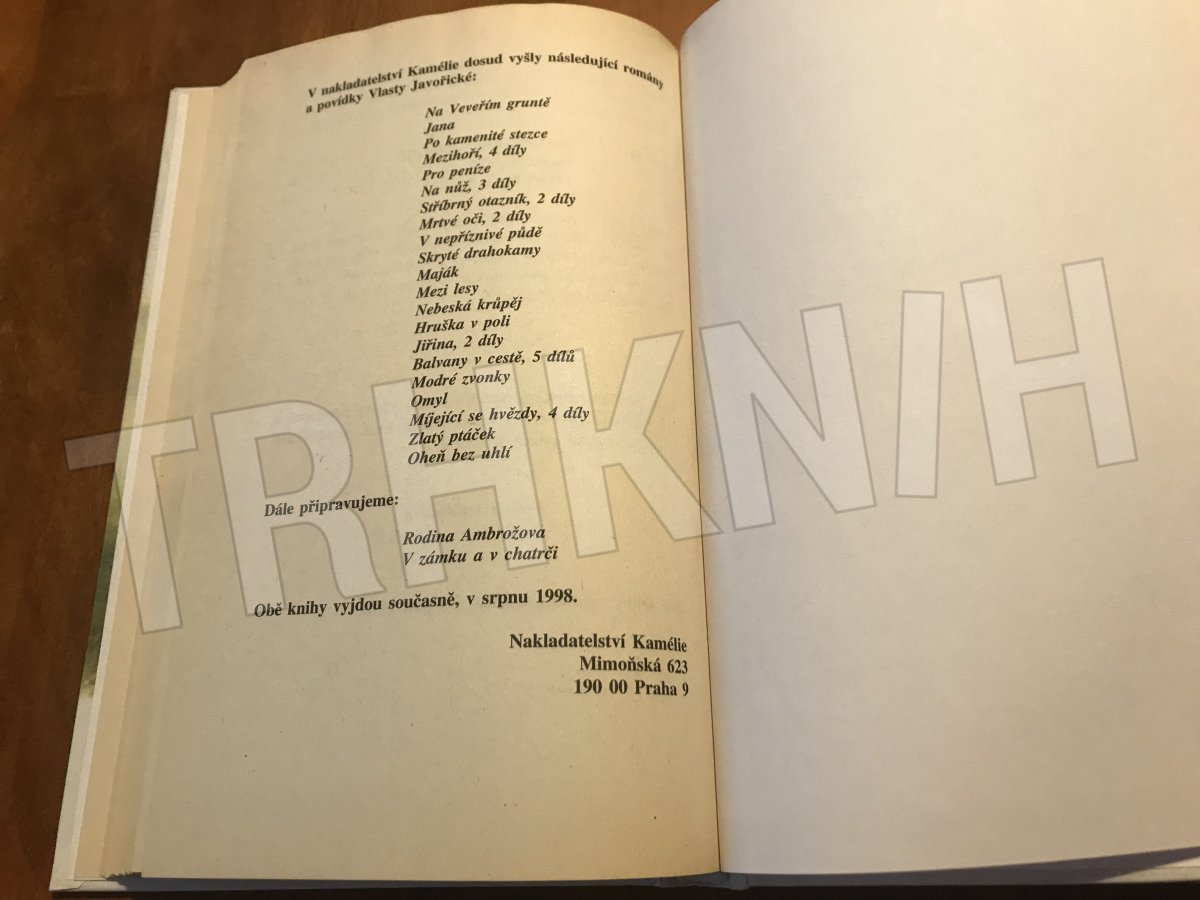 V nakladatelství Kamélie dosud vyšly následující romány
a povídky Vlasty Javořické:
Na Veveřím gruntě
Jana
Po kamenité stezce
Mezihoří, 4 díly
Pro peníze
Na nůž, 3 díly
Stříbrný otazník, 2 díly
Mrtvé oči, 2 díly
V nepříznivé půdě
Skryté drahokamy
Maják
Mezi lesy
Nebeská krůpěj
Hruška v poli
Jiřina, 2 díly
Balvany v cestě, 5 dílů
Modré zvonky
Omyl
Míjející se hvězdy, 4 díly
Zlatý ptáček
Oheň bez uhlí
Dále připravujeme:
Rodina Ambrožova
V zámku a v chatrči
Obě knihy vyjdou současně, v srpnu 1998.
Nakladatelství Kamélie
Mimoňská 623
190 00 Praha 9
TRHKNIH